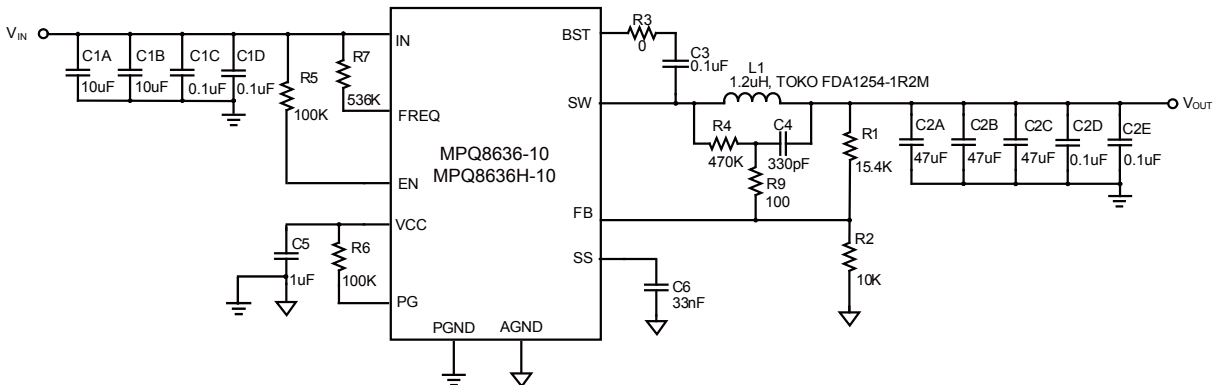 VIN
C1A
10uF
C1B
10uF
C1C
0.1uF
C1D
0.1uF
R5
100K
R7
536K
IN
FREQ
EN
VCC
PG
PGND
AGND
MPQ8636-10
MPQ8636H-10
BST
SW
FB
SS
R3
0
C3
0.1uF
L1
1.2uH, TOKO FDA1254-1R2M
R4
470K
C4
330pF
R9
100
R1
15.4K
R2
10K
C6
33nF
C2A
47uF
C2B
47uF
C2C
47uF
C2D
0.1uF
C2E
0.1uF
VOUT
C5
1uF
R6
100K